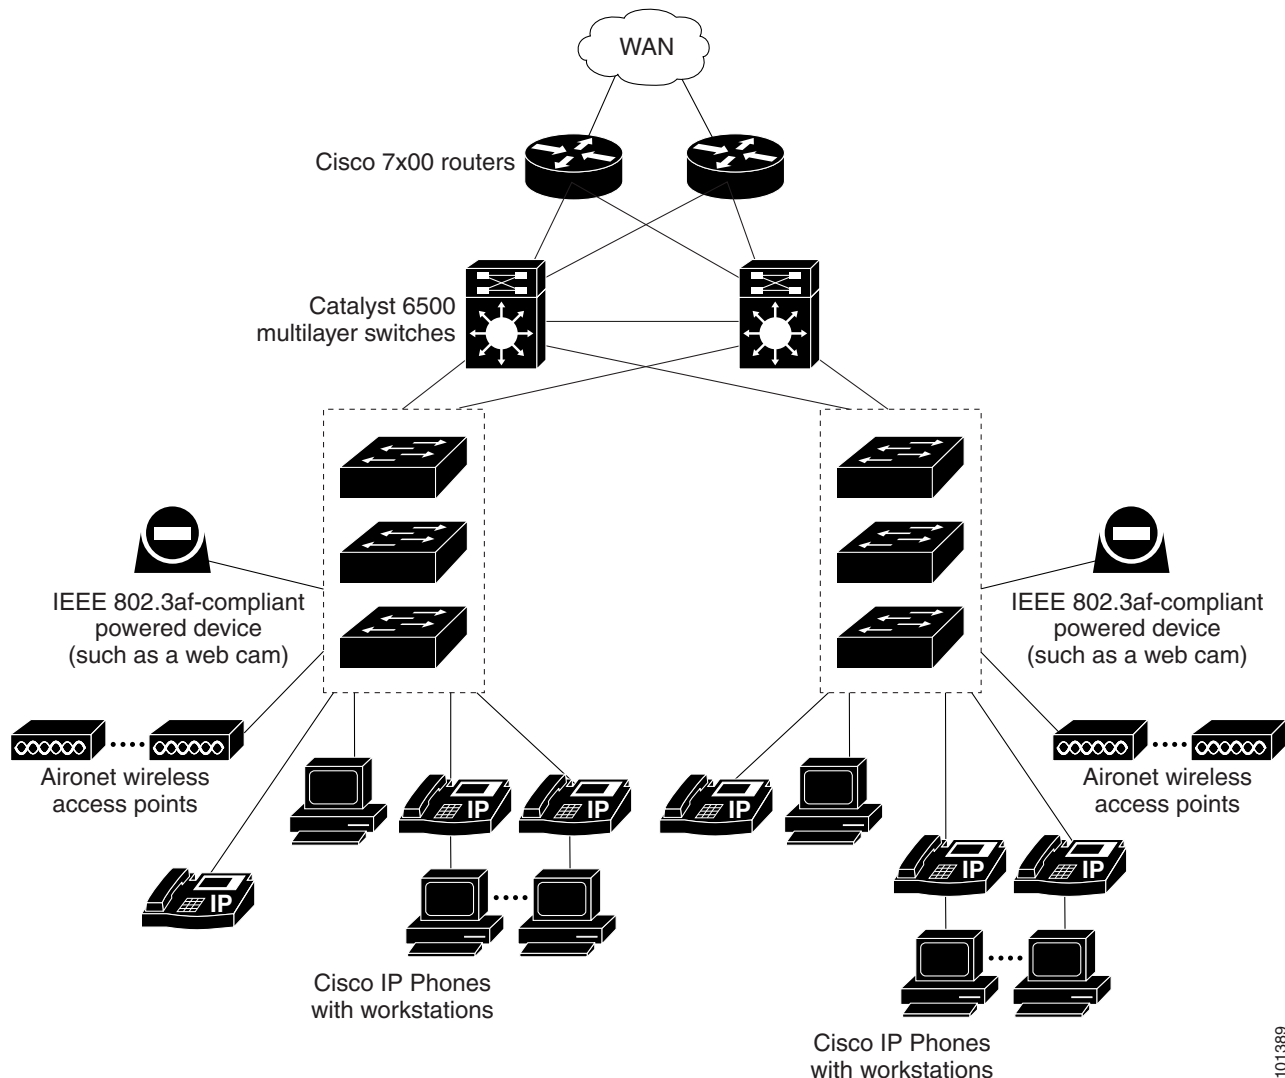 WAN
Cisco 7x00 routers
Catalyst 6500
multilayer switches
IEEE 802.3af-compliant
powered device
(such as a web cam)
IEEE 802.3af-compliant
powered device
(such as a web cam)
Aironet wireless
access points
Aironet wireless
access points
IP
IP
IP
IP
IP
IP
Cisco IP Phones
with workstations
Cisco IP Phones
with workstations
101389